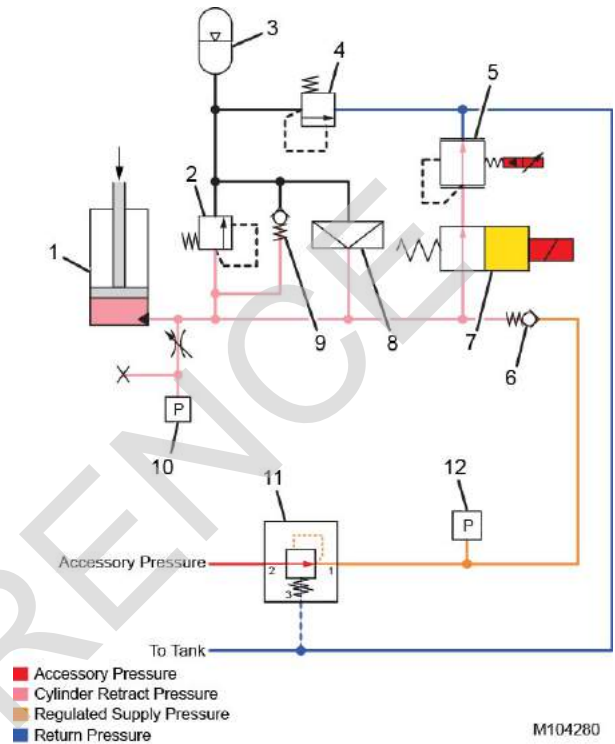 3
4
5
2
1
9
8
7
6
P
10
11
12
P
Accessory Pressure
2
1
3
To Tank
Accessory Pressure
Cylinder Retract Pressure
Regulated Supply Pressure
Return Pressure
M104280
RENCE